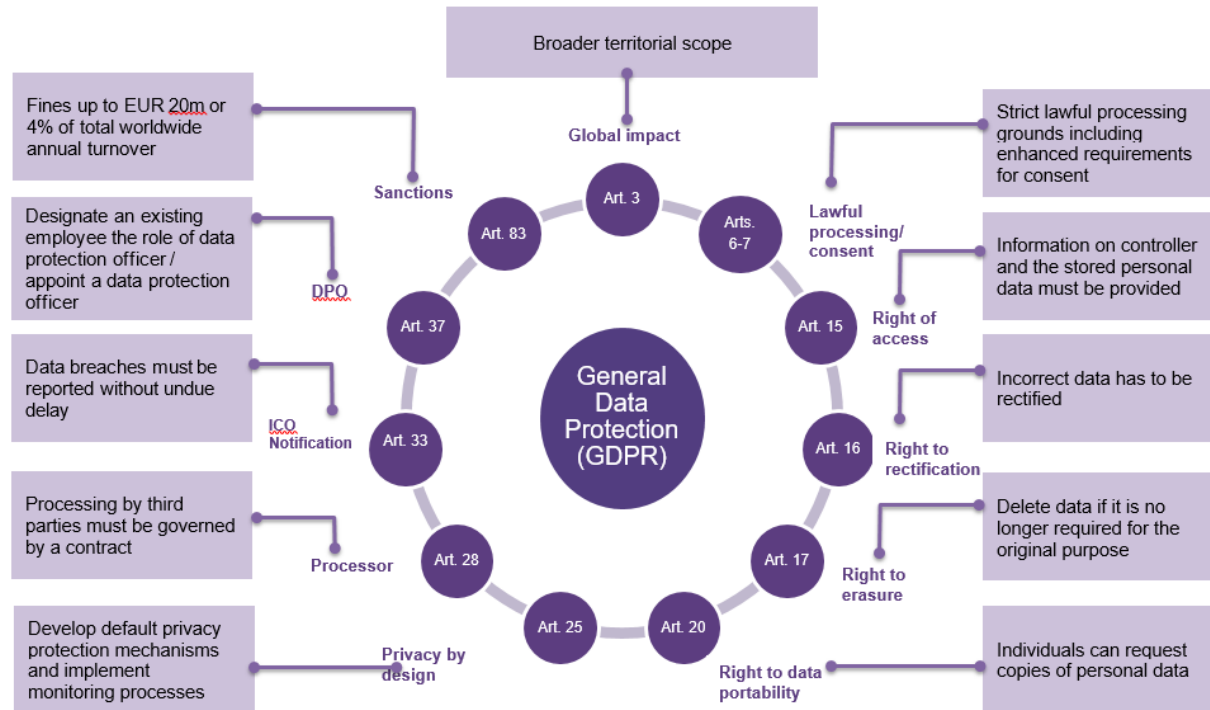 Broader territorial scope
Global impact
Art. 3
Strict lawful processing
grounds including
enhanced requirements
for consent
Lawful
processing/
consent
Arts.
6-7
Information on controller
and the stored personal
data must be provided
Right of
access
Art. 15
Incorrect data has to be
rectified
Right to
rectification
Art. 16
Delete data if it is no
longer required for the
original purpose
Right to
erasure
Art. 17
Individuals can request
copies of personal data
Right to data
portability
Art. 20
Develop default privacy
protection mechanisms
and implement
monitoring processes
Privacy by
design
Art. 25
Processing by third
parties must be governed
by a contract
Processor
Art. 28
Data breaches must be
reported without undue
delay
ICO
Notification
Art. 33
Designate an existing
employee the role of data
protection officer /
appoint a data protection
officer
DPO
Art. 37
Fines up to EUR 20m or
4% of total worldwide
annual turnover
Sanctions
Art. 83
General
Data
Protection
(GDPR)